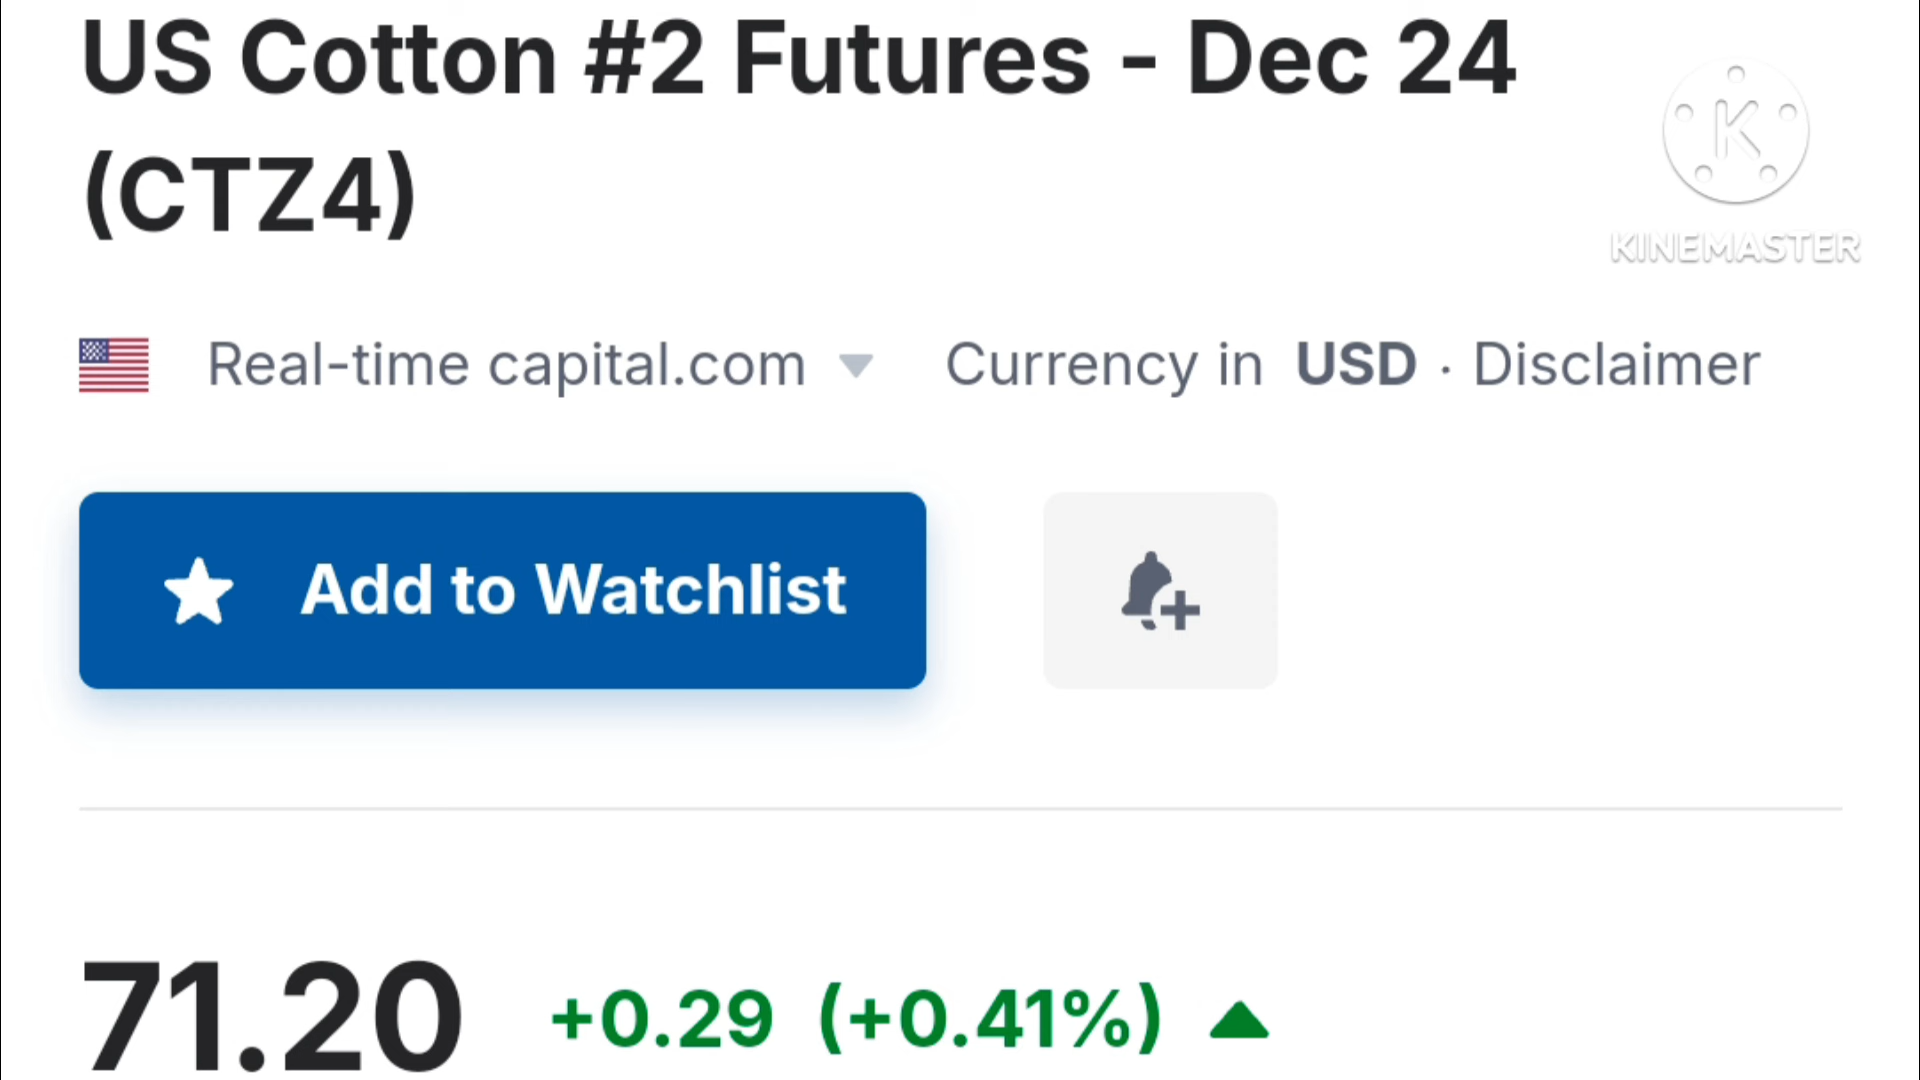 US Cotton #2 Futures - Dec 24
(CTZ4)
K
KINEMASTER
Real-time capital.com Currency in USD · Disclaimer
Add to Watchlist
71.20 +0.29 (+0.41%)